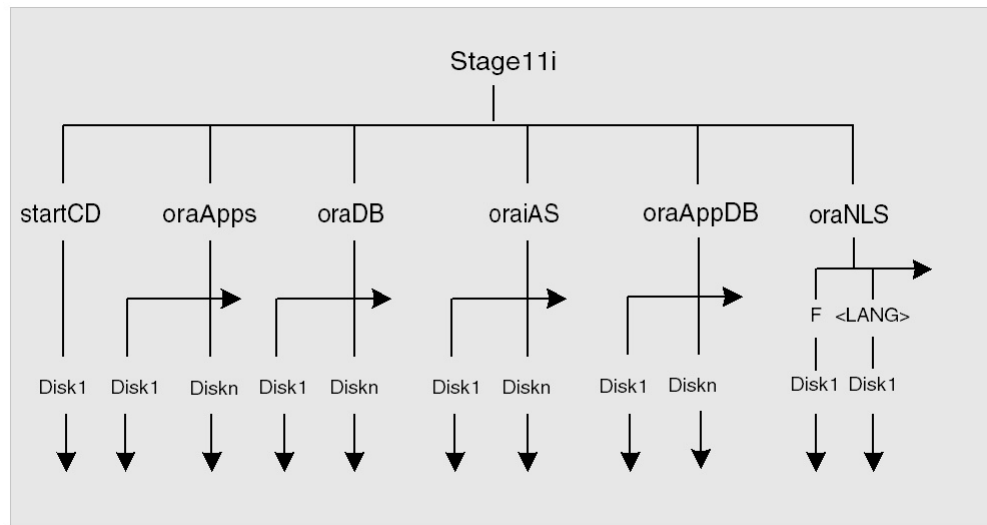 Stage11i
startCD oraApps oraDB oraiAS oraAppDB oraNLS
F <LANG>
Disk1 Disk1 Diskn Disk1 Diskn Disk1 Diskn Disk1 Diskn Disk1 Disk1